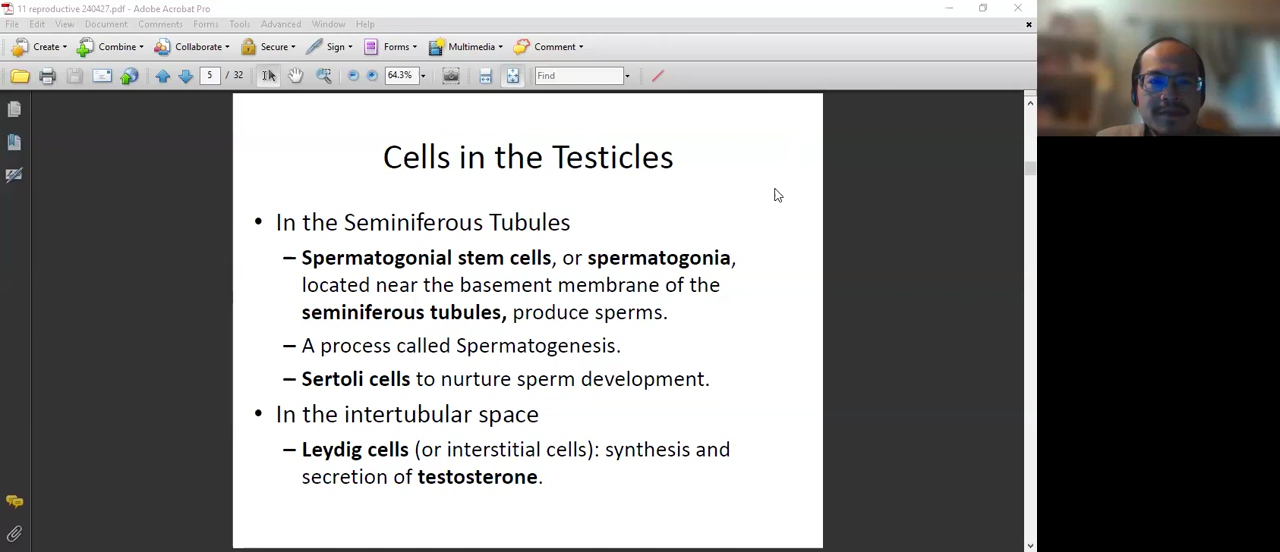 11 reproductive 240427.pdf - Adobe Acrobat Pro
File Edit View Document Comments Forms Tools Advanced Window Help
Create Combine Collaborate Secure Sign Forms Multimedia Comment
5 / 32 64.3% Find
Cells in the Testicles
• In the Seminiferous Tubules
– Spermatogonial stem cells, or spermatogonia,
located near the basement membrane of the
seminiferous tubules, produce sperms.
– A process called Spermatogenesis.
– Sertoli cells to nurture sperm development.
• In the intertubular space
– Leydig cells (or interstitial cells): synthesis and
secretion of testosterone.